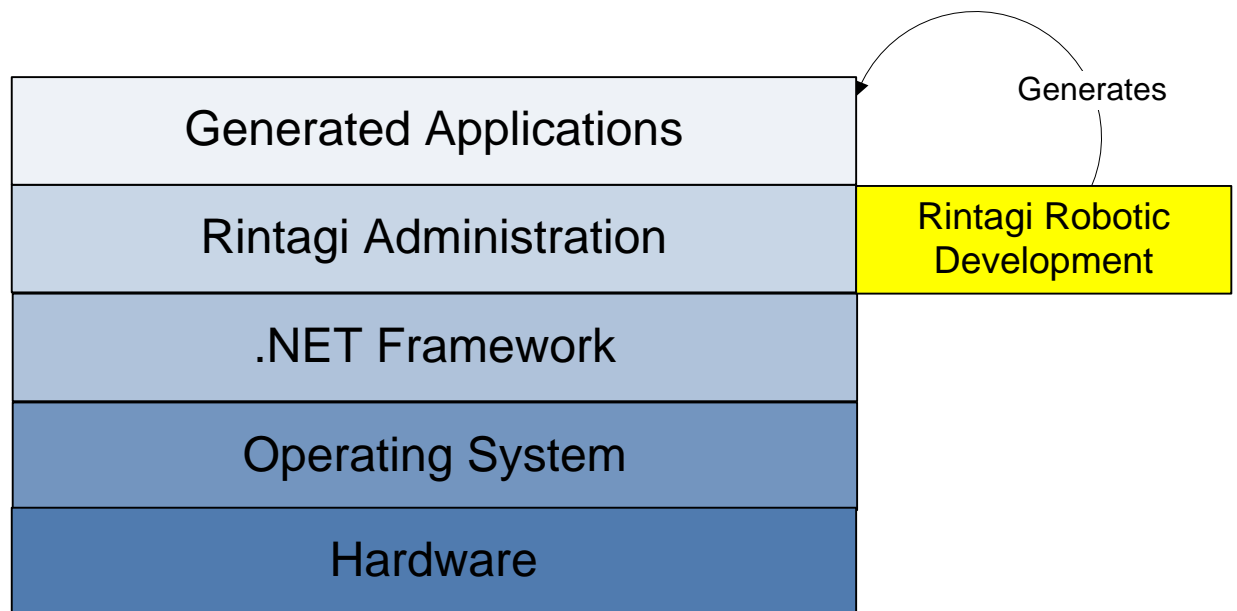 Generates
Generated Applications
Rintagi Administration
Rintagi Robotic
Development
.NET Framework
Operating System
Hardware